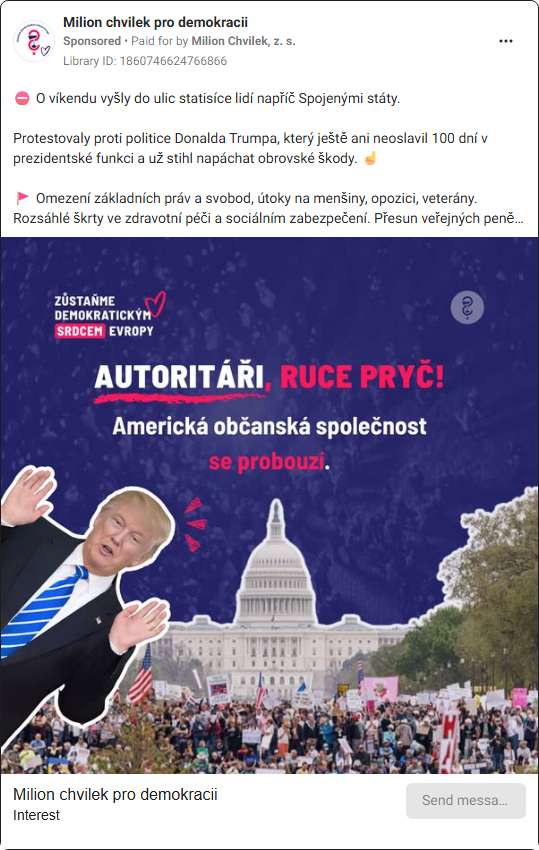 Milion chvilek pro demokracii
Sponsored • Paid for by Milion Chvilek, z. s.
Library ID: 1860746624766866
⛔ O víkendu vyšly do ulic statisíce lidí napříč Spojenými státy.
Protestovaly proti politice Donalda Trumpa, který ještě ani neoslavil 100 dní v
prezidentské funkci a už stihl napáchat obrovské škody. ☝
🚩 Omezení základních práv a svobod, útoky na menšiny, opozici, veterány.
Rozsáhlé škrty ve zdravotní péči a sociálním zabezpečení. Přesun veřejných peně...
ZŮSTAŇME
DEMOKRATICKÝM
SRDCEM EVROPY
AUTORITÁŘI, RUCE PRYČ!
Americká občanská společnost
se probouzí.
Milion chvilek pro demokracii
Interest
Send messa...